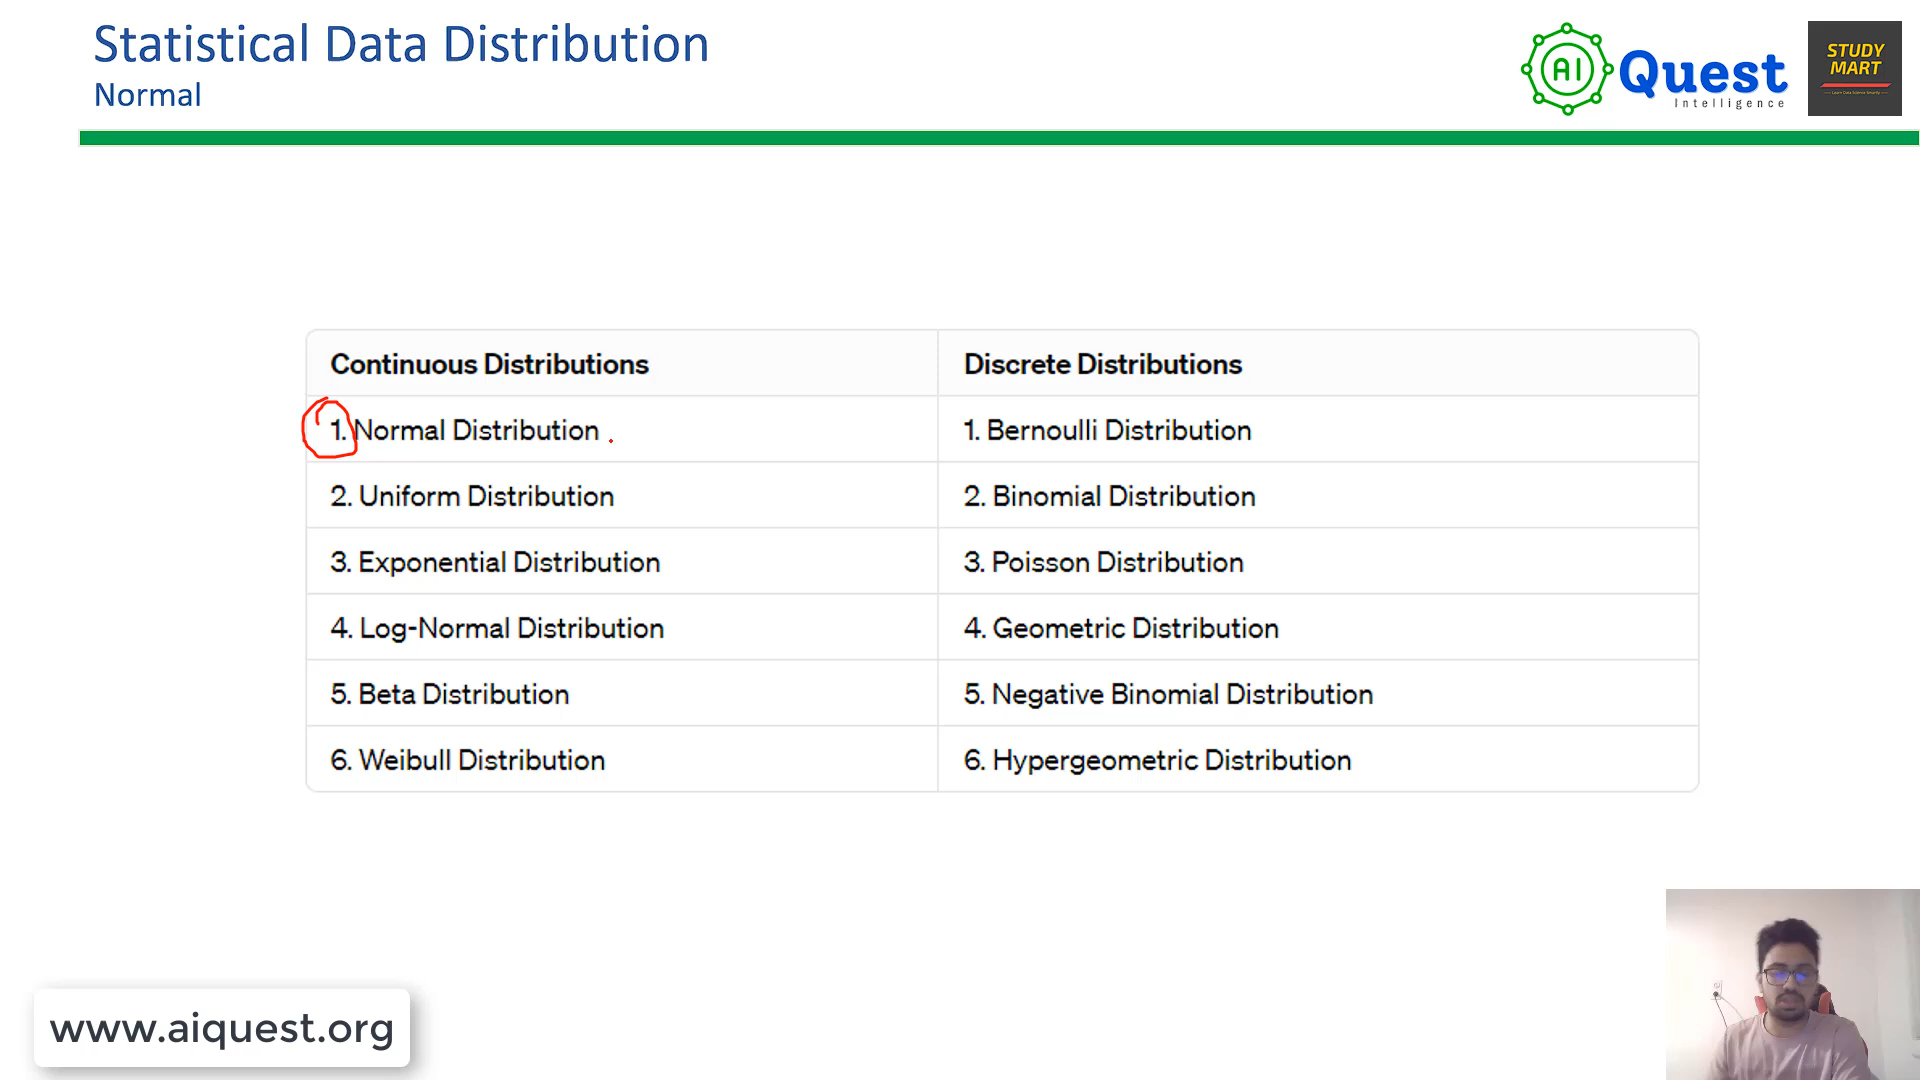 Statistical Data Distribution
Normal
AI Quest
Intelligence
STUDY
MART
Continuous Distributions
Discrete Distributions
1. Normal Distribution
1. Bernoulli Distribution
2. Uniform Distribution
2. Binomial Distribution
3. Exponential Distribution
3. Poisson Distribution
4. Log-Normal Distribution
4. Geometric Distribution
5. Beta Distribution
5. Negative Binomial Distribution
6. Weibull Distribution
6. Hypergeometric Distribution
www.aiquest.org